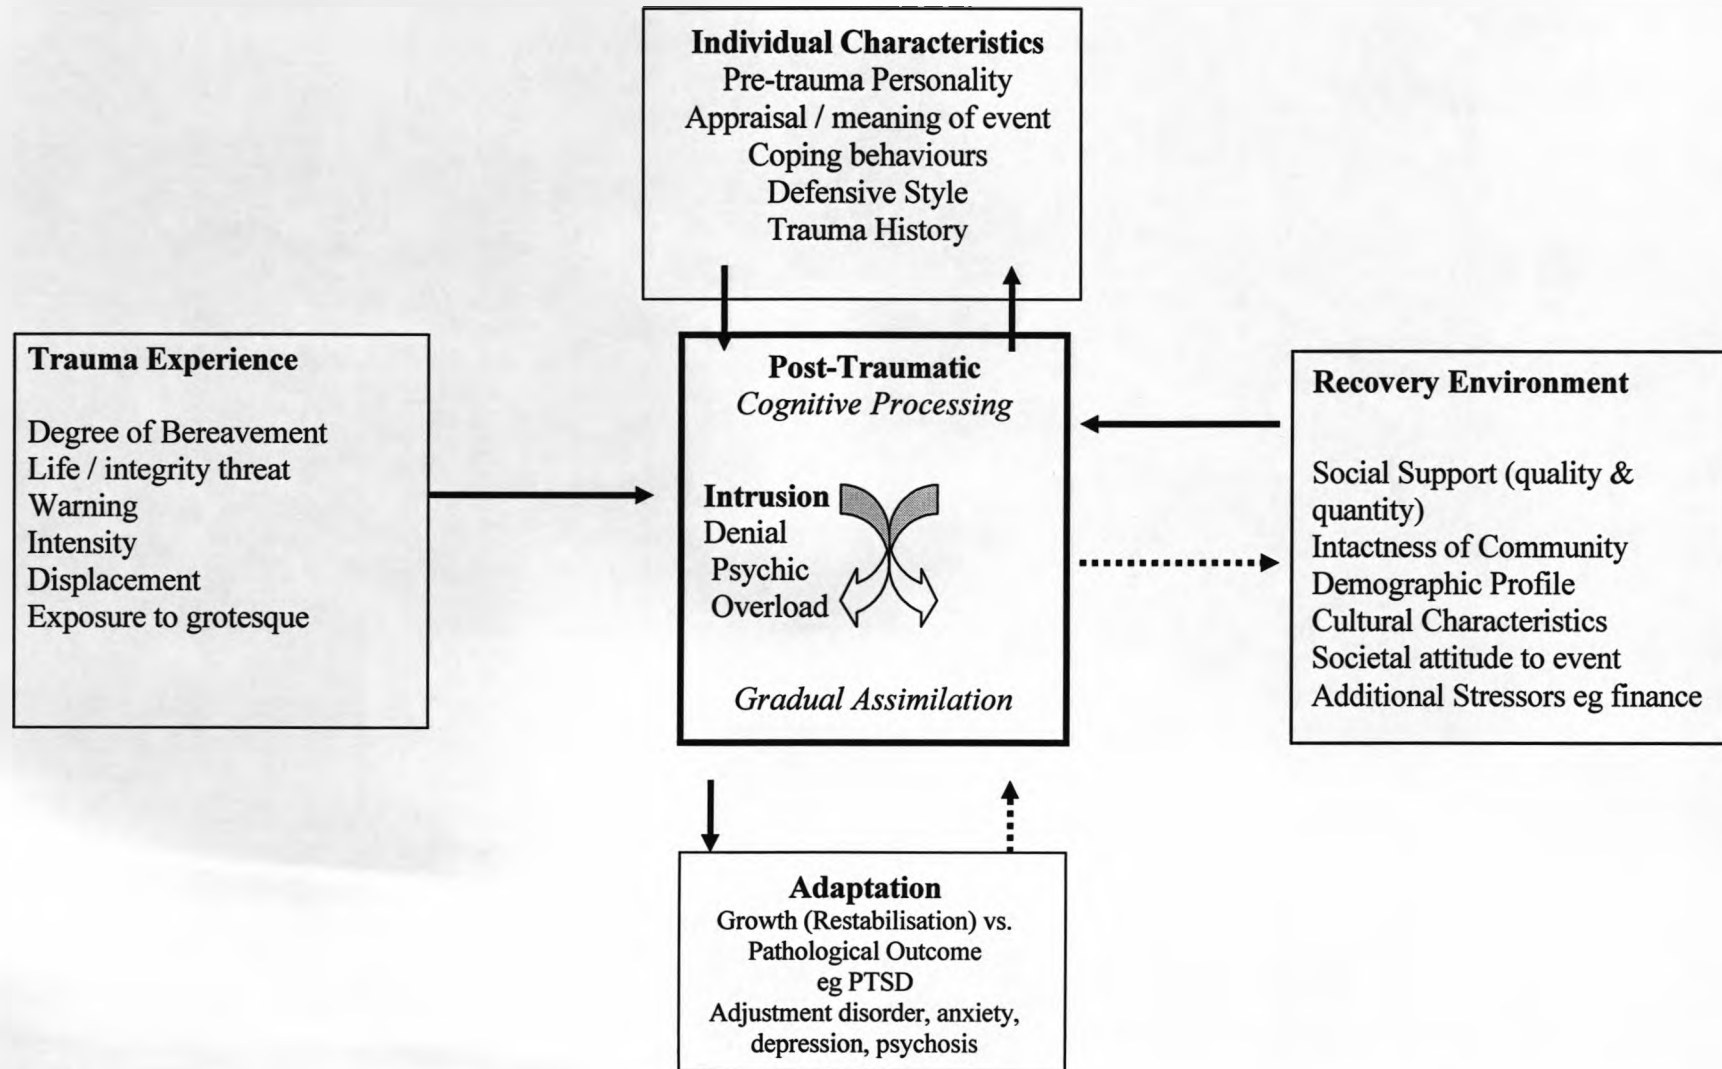 Individual Characteristics
Pre-trauma Personality
Appraisal / meaning of event
Coping behaviours
Defensive Style
Trauma History
Trauma Experience
Degree of Bereavement
Life / integrity threat
Warning
Intensity
Displacement
Exposure to grotesque
Post-Traumatic
Cognitive Processing
Intrusion
Denial
Psychic
Overload
Gradual Assimilation
Recovery Environment
Social Support (quality &
quantity)
Intactness of Community
Demographic Profile
Cultural Characteristics
Societal attitude to event
Additional Stressors eg finance
Adaptation
Growth (Restabilisation) vs.
Pathological Outcome
eg PTSD
Adjustment disorder, anxiety,
depression, psychosis